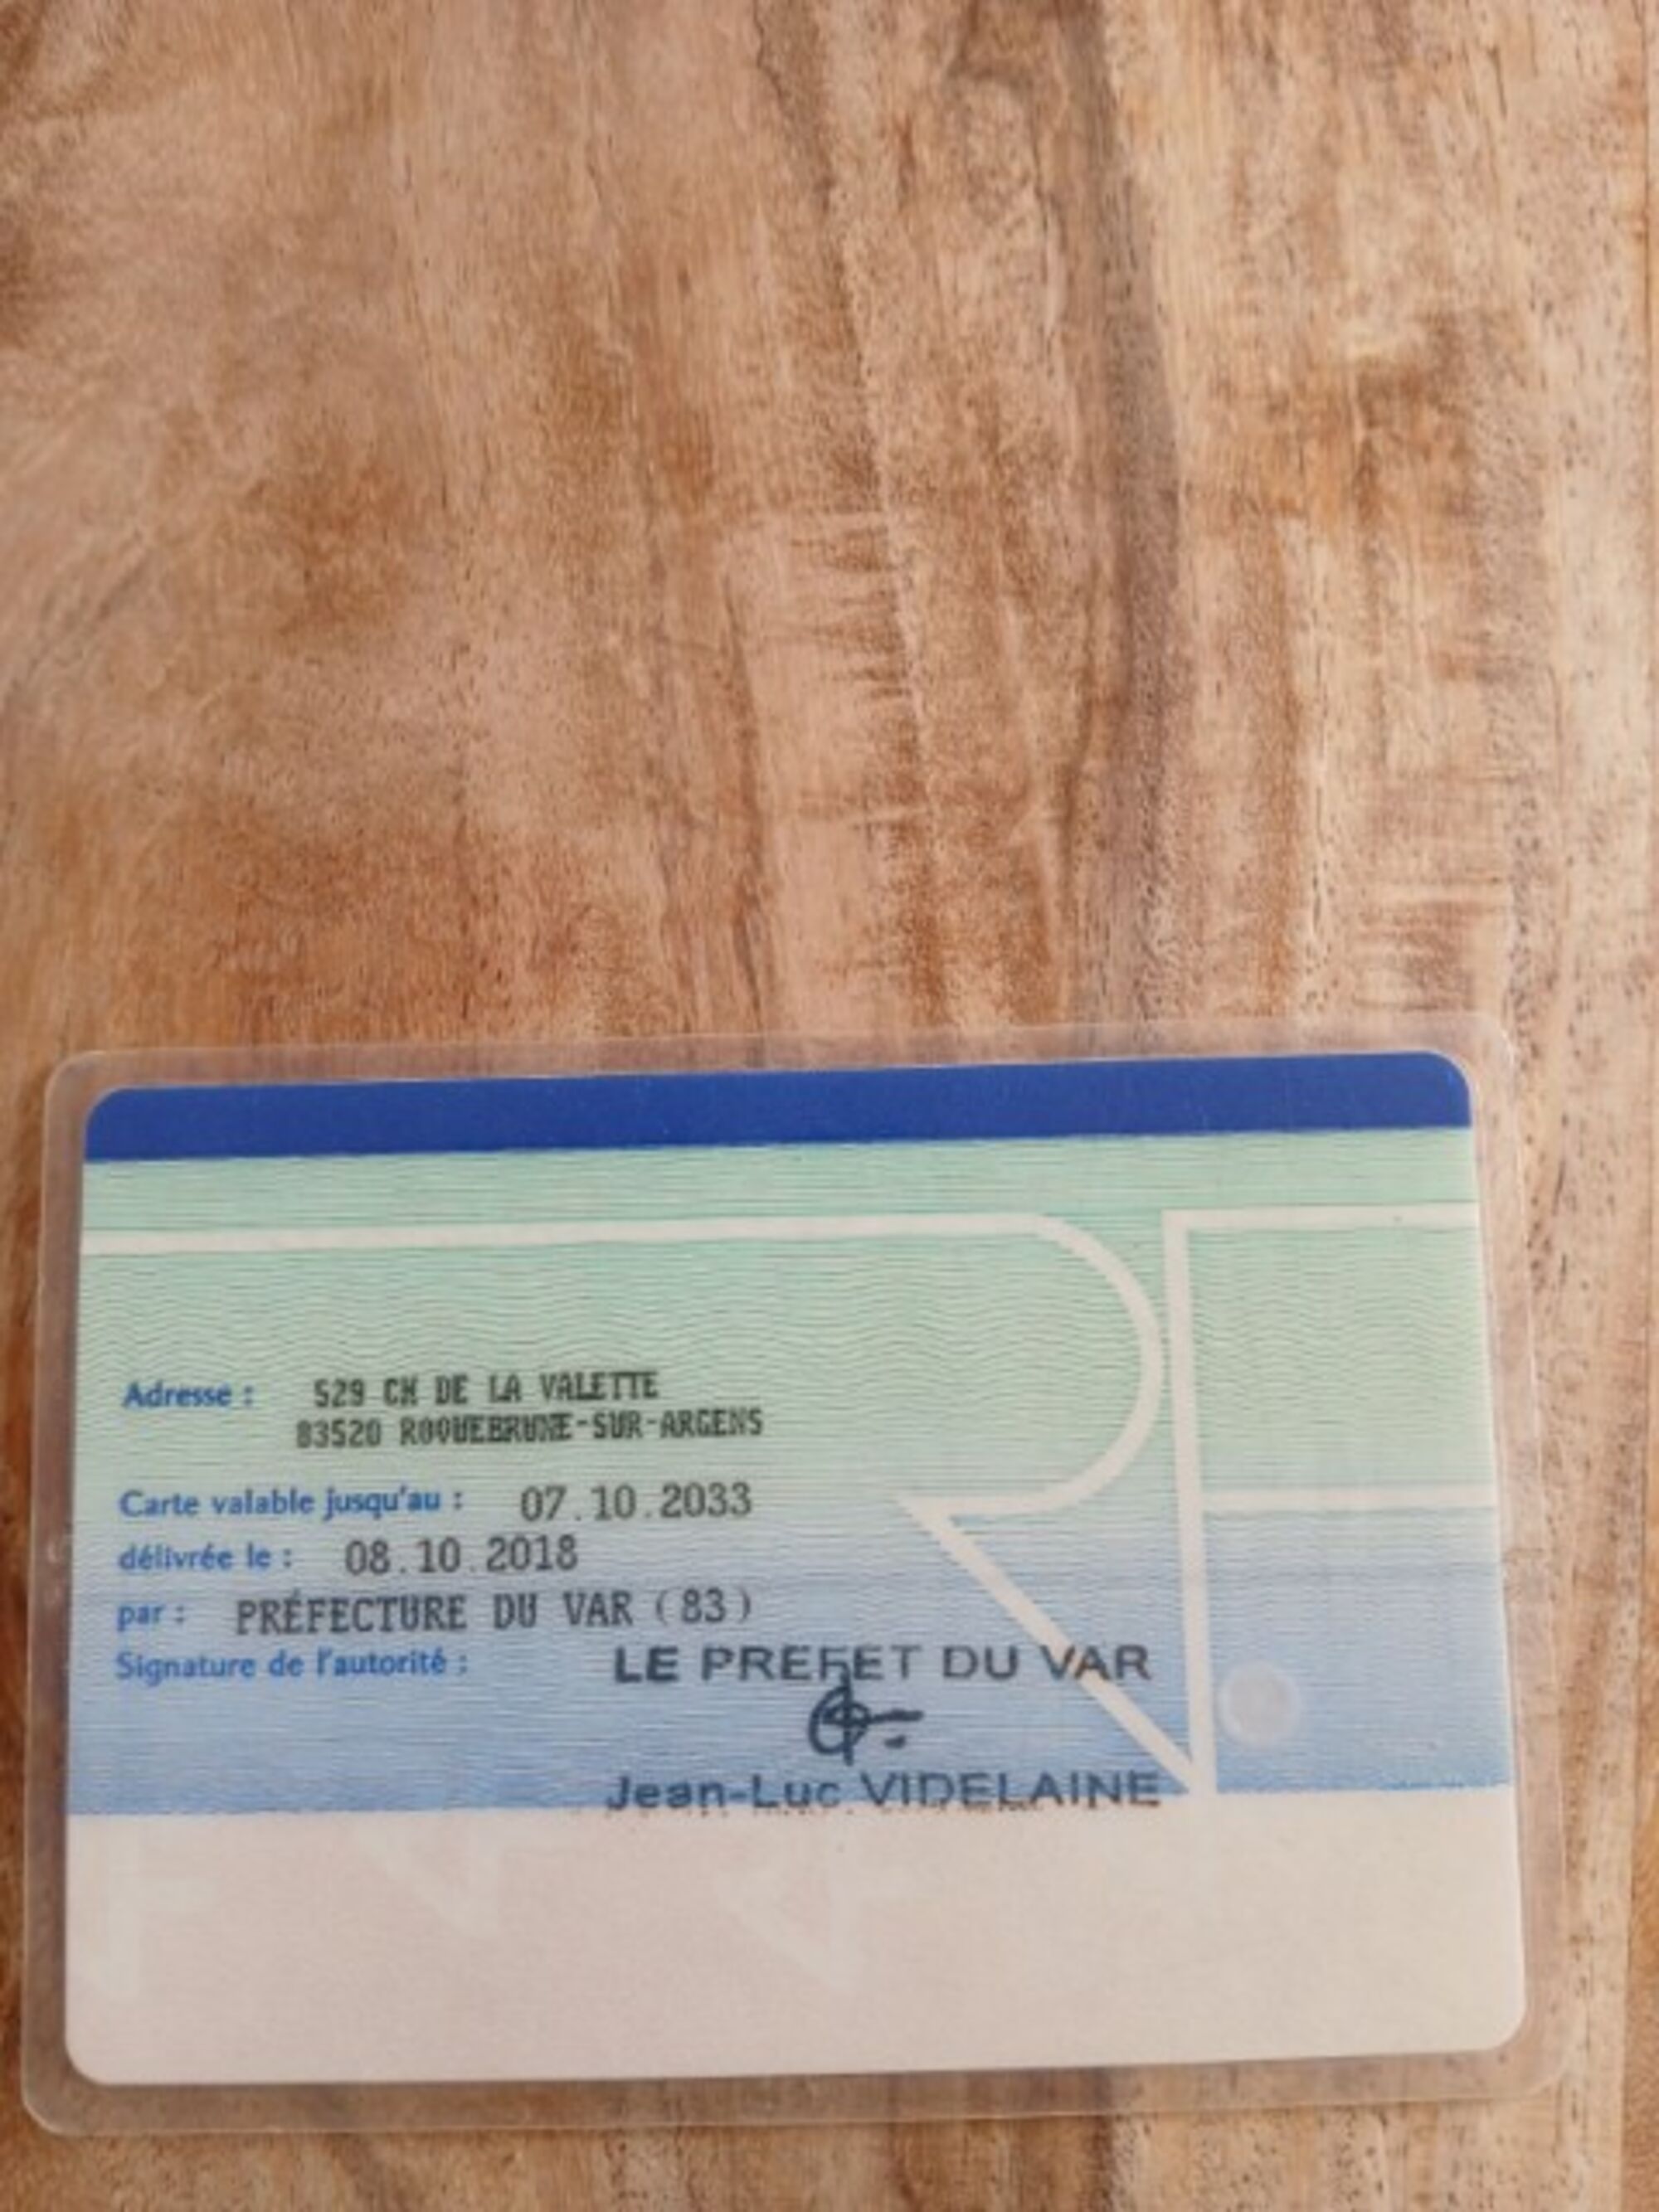 Adresse : 529 CH DE LA VALETTE
83520 ROQUEBRUNE-SUR-ARGENS
Carte valable jusqu'au : 07.10.2033
délivrée le : 08.10.2018
par : PRÉFECTURE DU VAR (83)
Signature de l'autorité : LE PREFET DU VAR
Jean-Luc VIDELAINE